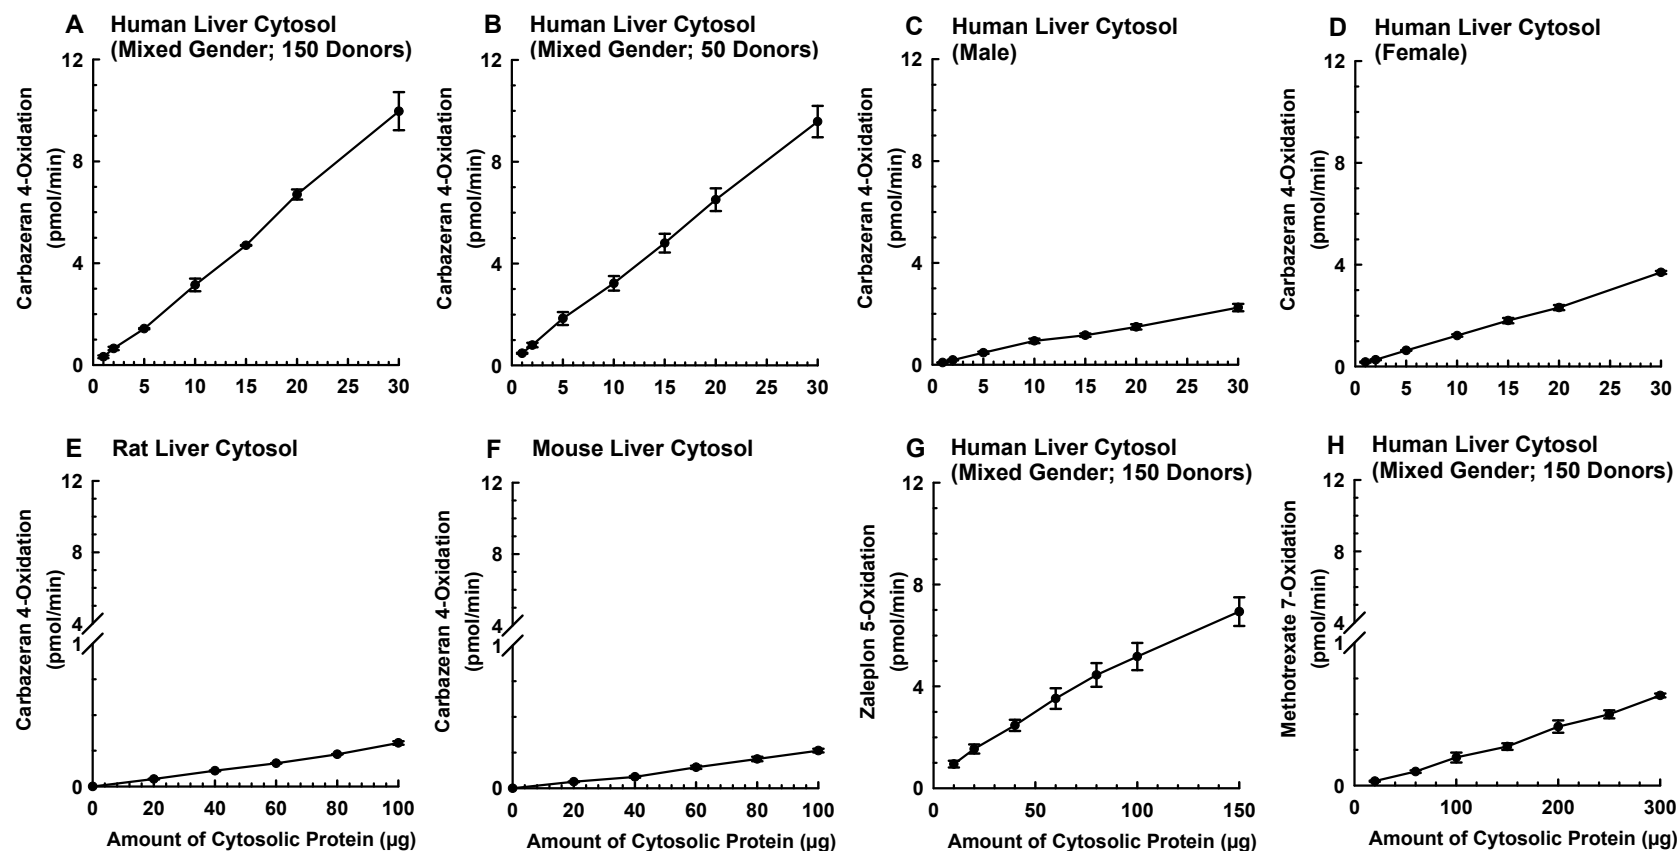 A Human Liver Cytosol
(Mixed Gender; 150 Donors)
Carbazeran 4-Oxidation
(pmol/min)
12
8
4
0
0 5 10 15 20 25 30
B Human Liver Cytosol
(Mixed Gender; 50 Donors)
Carbazeran 4-Oxidation
(pmol/min)
12
8
4
0
0 5 10 15 20 25 30
C Human Liver Cytosol
(Male)
Carbazeran 4-Oxidation
(pmol/min)
12
8
4
0
0 5 10 15 20 25 30
D Human Liver Cytosol
(Female)
Carbazeran 4-Oxidation
(pmol/min)
12
8
4
0
0 5 10 15 20 25 30
E Rat Liver Cytosol
Carbazeran 4-Oxidation
(pmol/min)
12
8
4
1
0
0 20 40 60 80 100
Amount of Cytosolic Protein (µg)
F Mouse Liver Cytosol
Carbazeran 4-Oxidation
(pmol/min)
12
8
4
1
0
0 20 40 60 80 100
Amount of Cytosolic Protein (µg)
G Human Liver Cytosol
(Mixed Gender; 150 Donors)
Zaleplon 5-Oxidation
(pmol/min)
12
8
4
0
0 50 100 150
Amount of Cytosolic Protein (µg)
H Human Liver Cytosol
(Mixed Gender; 150 Donors)
Methotrexate 7-Oxidation
(pmol/min)
12
8
4
1
0
0 100 200 300
Amount of Cytosolic Protein (µg)